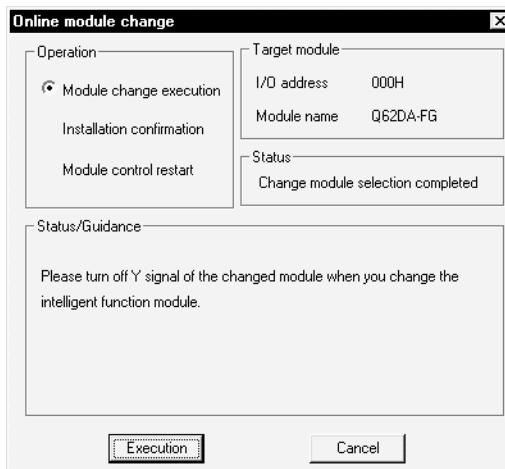 Online module change
Operation
Module change execution
Installation confirmation
Module control restart
Target module
I/O address 000H
Module name Q62DA-FG
Status
Change module selection completed
Status/Guidance
Please turn off Y signal of the changed module when you change the
intelligent function module.
Execution Cancel